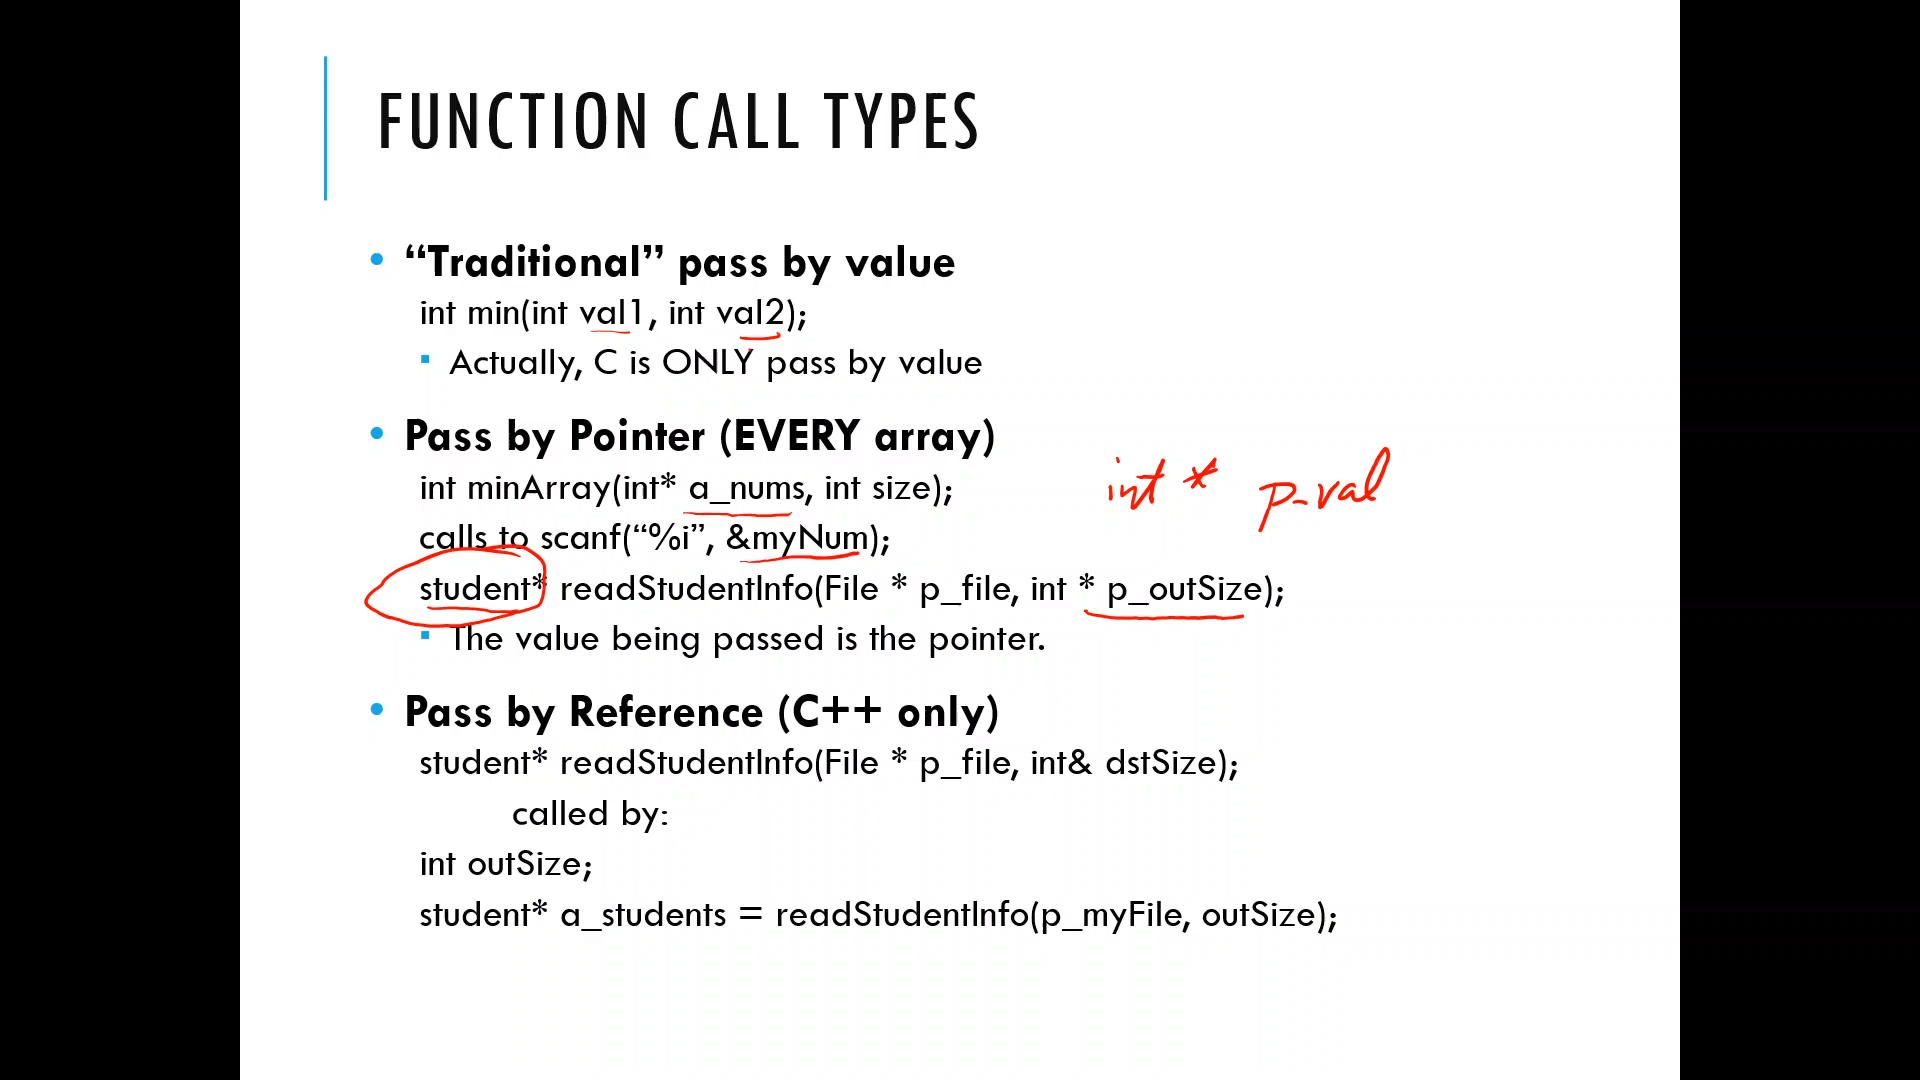 FUNCTION CALL TYPES
• “Traditional” pass by value
int min(int val1, int val2);
▪ Actually, C is ONLY pass by value
• Pass by Pointer (EVERY array)
int minArray(int* a_nums, int size);
int * p_val
calls to scanf(“%i”, &myNum);
student* readStudentInfo(File * p_file, int * p_outSize);
▪ The value being passed is the pointer.
• Pass by Reference (C++ only)
student* readStudentInfo(File * p_file, int& dstSize);
called by:
int outSize;
student* a_students = readStudentInfo(p_myFile, outSize);